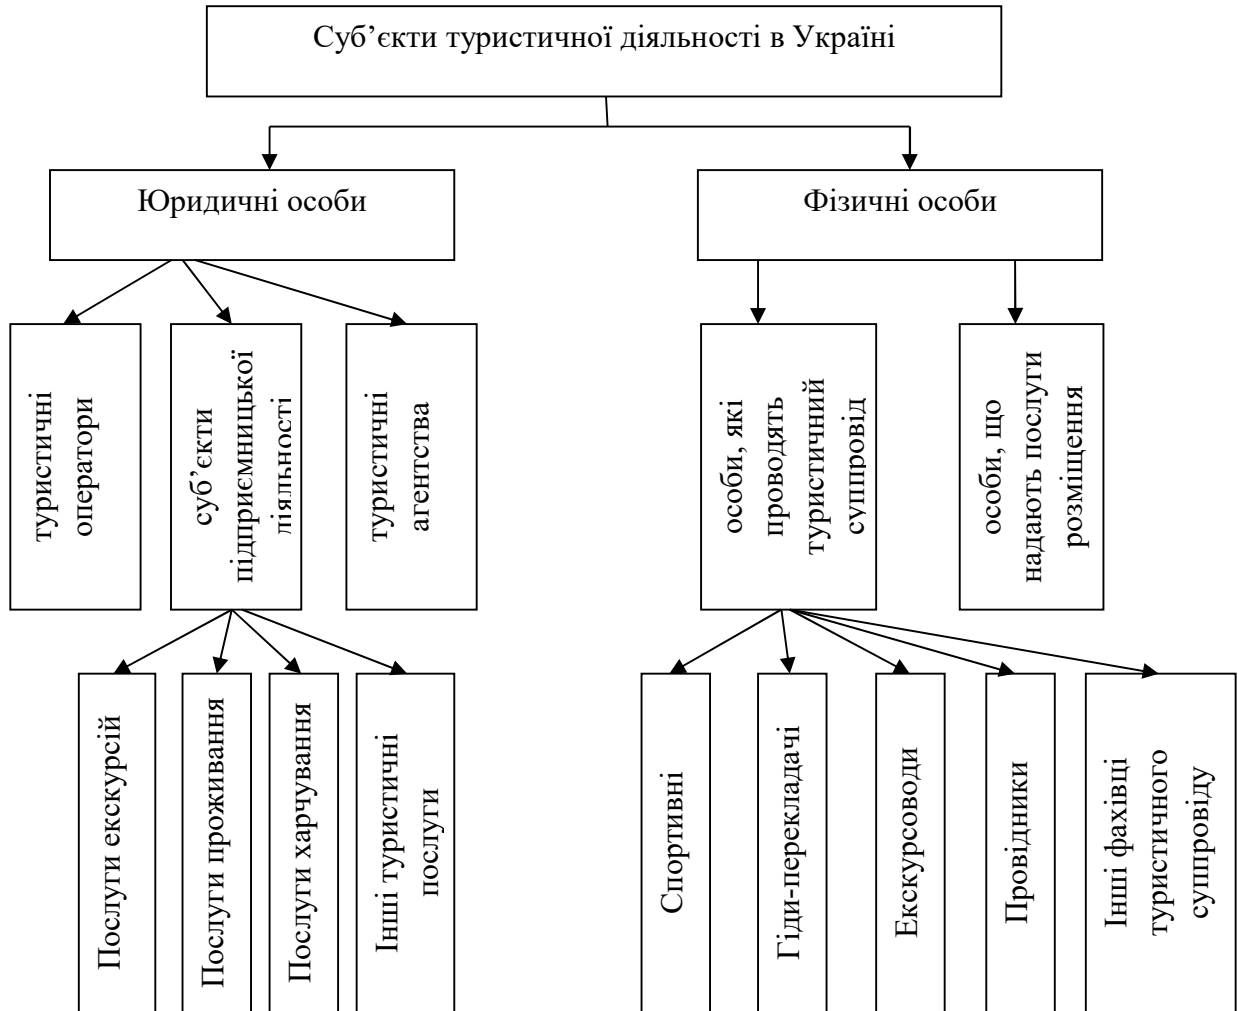 Суб’єкти туристичної діяльності в Україні
Юридичні особи
Фізичні особи
туристичні
оператори
суб’єкти
підприємницької
діяльності
туристичні
агентства
особи, які
проводять
туристичний
суппровід
особи, що
надають послуги
розміщення
Послуги екскурсій
Послуги проживання
Послуги харчування
Інші туристичні
послуги
Спортивні
Гіди-перекладачі
Екскурсоводи
Провідники
Інші фахівці
туристичного
суппровіду